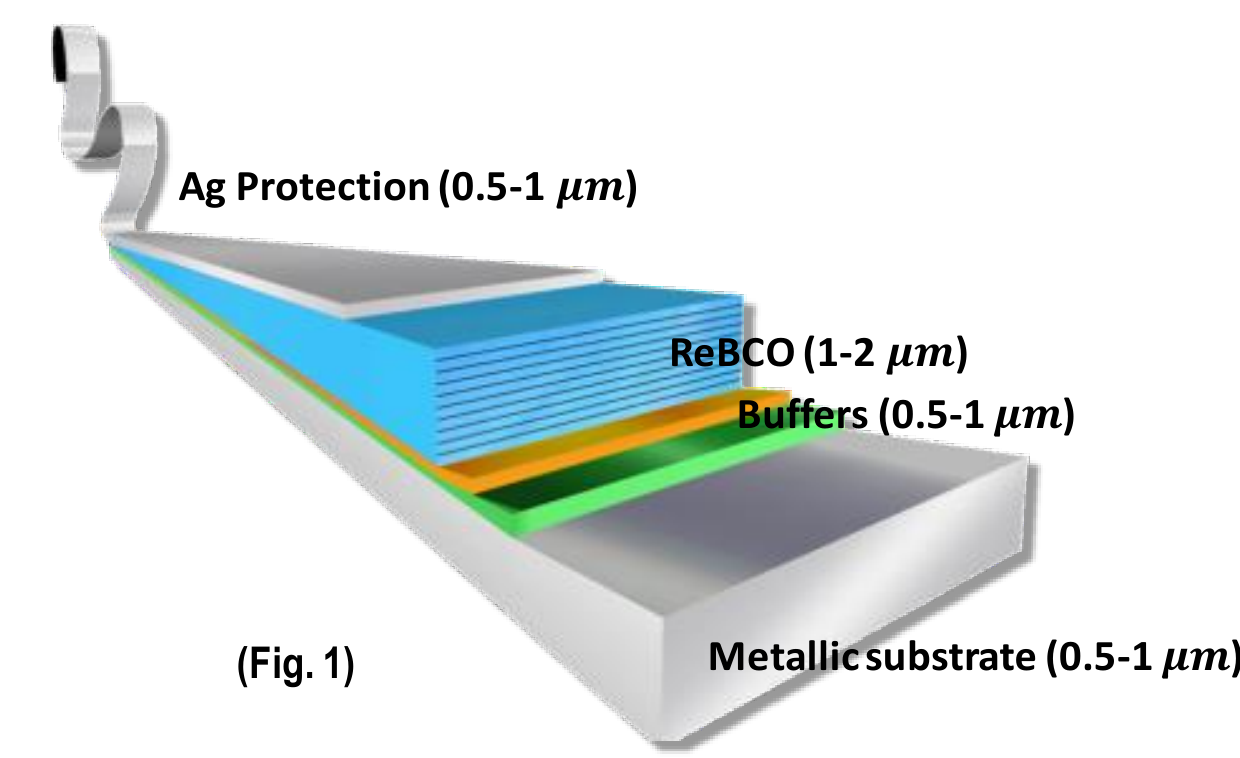 Ag Protection (0.5-1 𝝁𝒎)
ReBCO (1-2 𝝁𝒎)
Buffers (0.5-1 𝝁𝒎)
Metallic substrate (0.5-1 𝝁𝒎)
(Fig. 1)